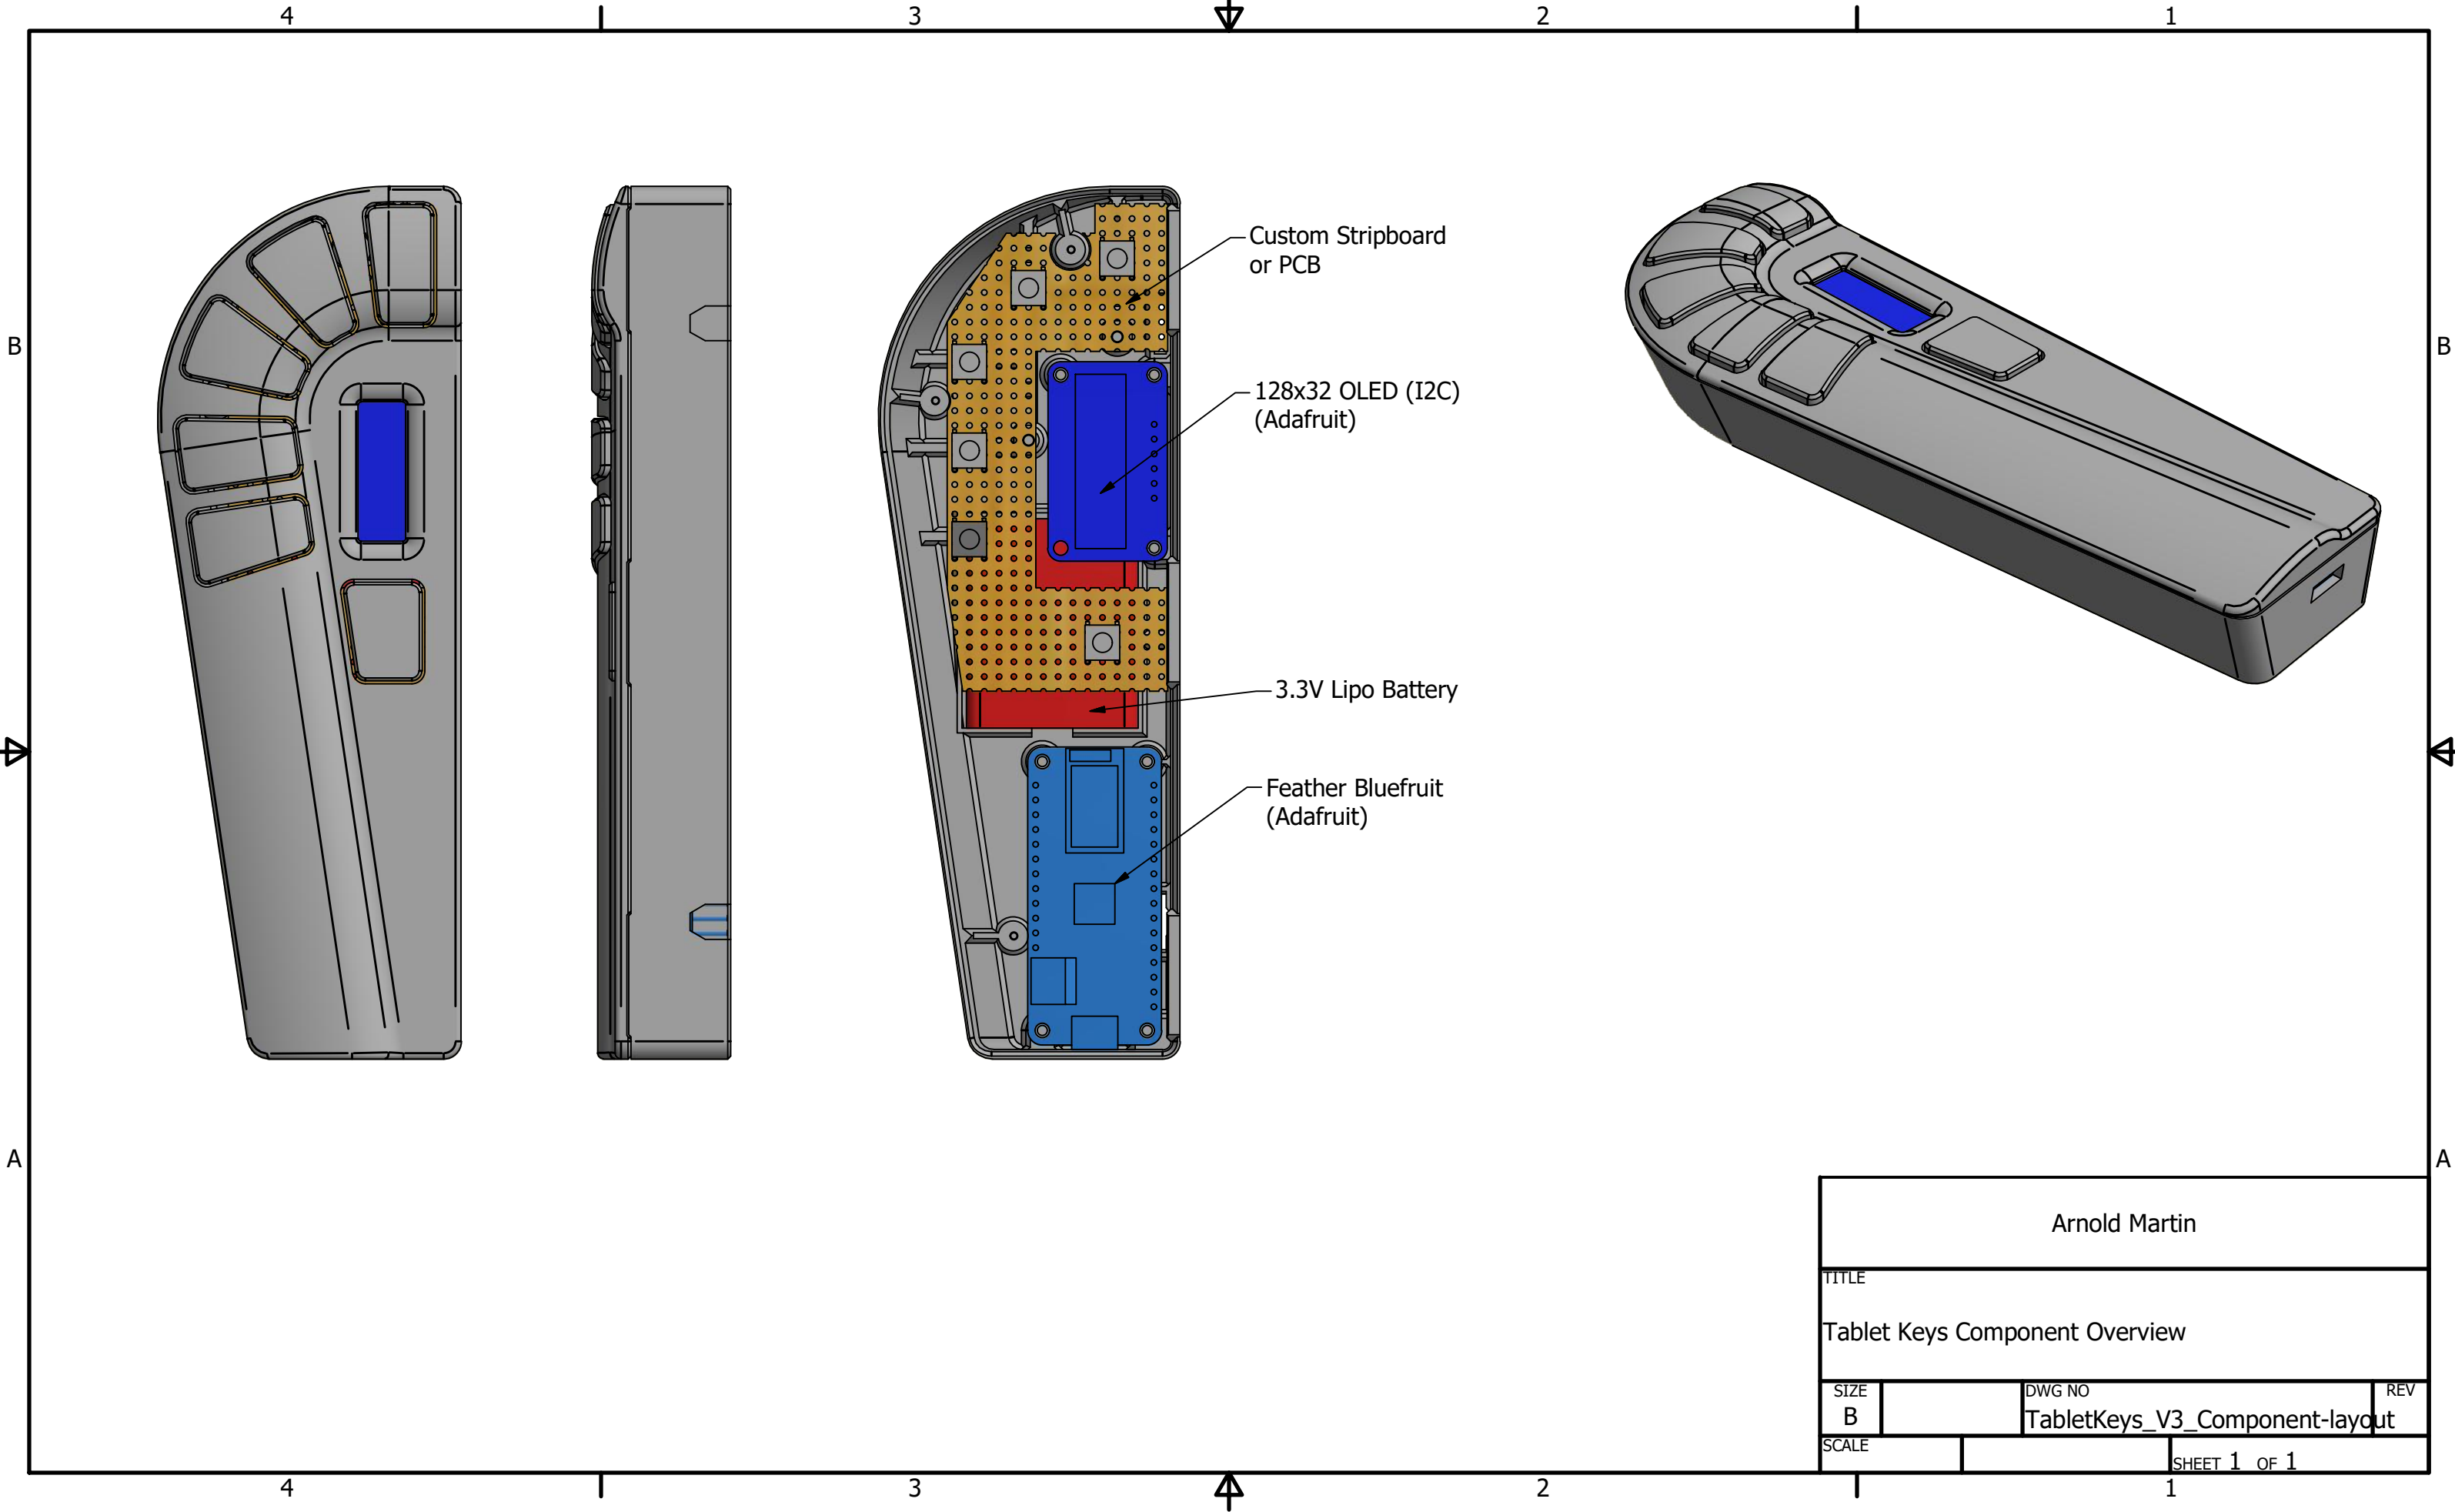 4 3 2 1
B B
Custom Stripboard
or PCB
128x32 OLED (I2C)
(Adafruit)
3.3V Lipo Battery
Feather Bluefruit
(Adafruit)
A A
Arnold Martin
TITLE
Tablet Keys Component Overview
SIZE DWG NO REV
B TabletKeys_V3_Component-layout
SCALE
SHEET 1 OF 1
4 3 2 1